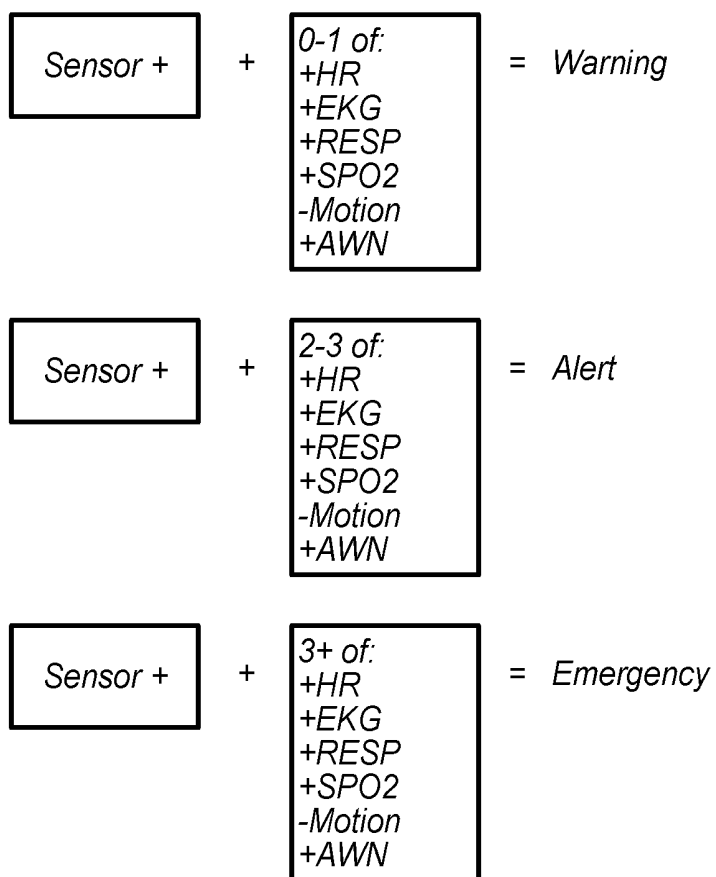 Sensor + + 0-1 of: = Warning
+HR
+EKG
+RESP
+SPO2
-Motion
+AWN
Sensor + + 2-3 of: = Alert
+HR
+EKG
+RESP
+SPO2
-Motion
+AWN
Sensor + + 3+ of: = Emergency
+HR
+EKG
+RESP
+SPO2
-Motion
+AWN